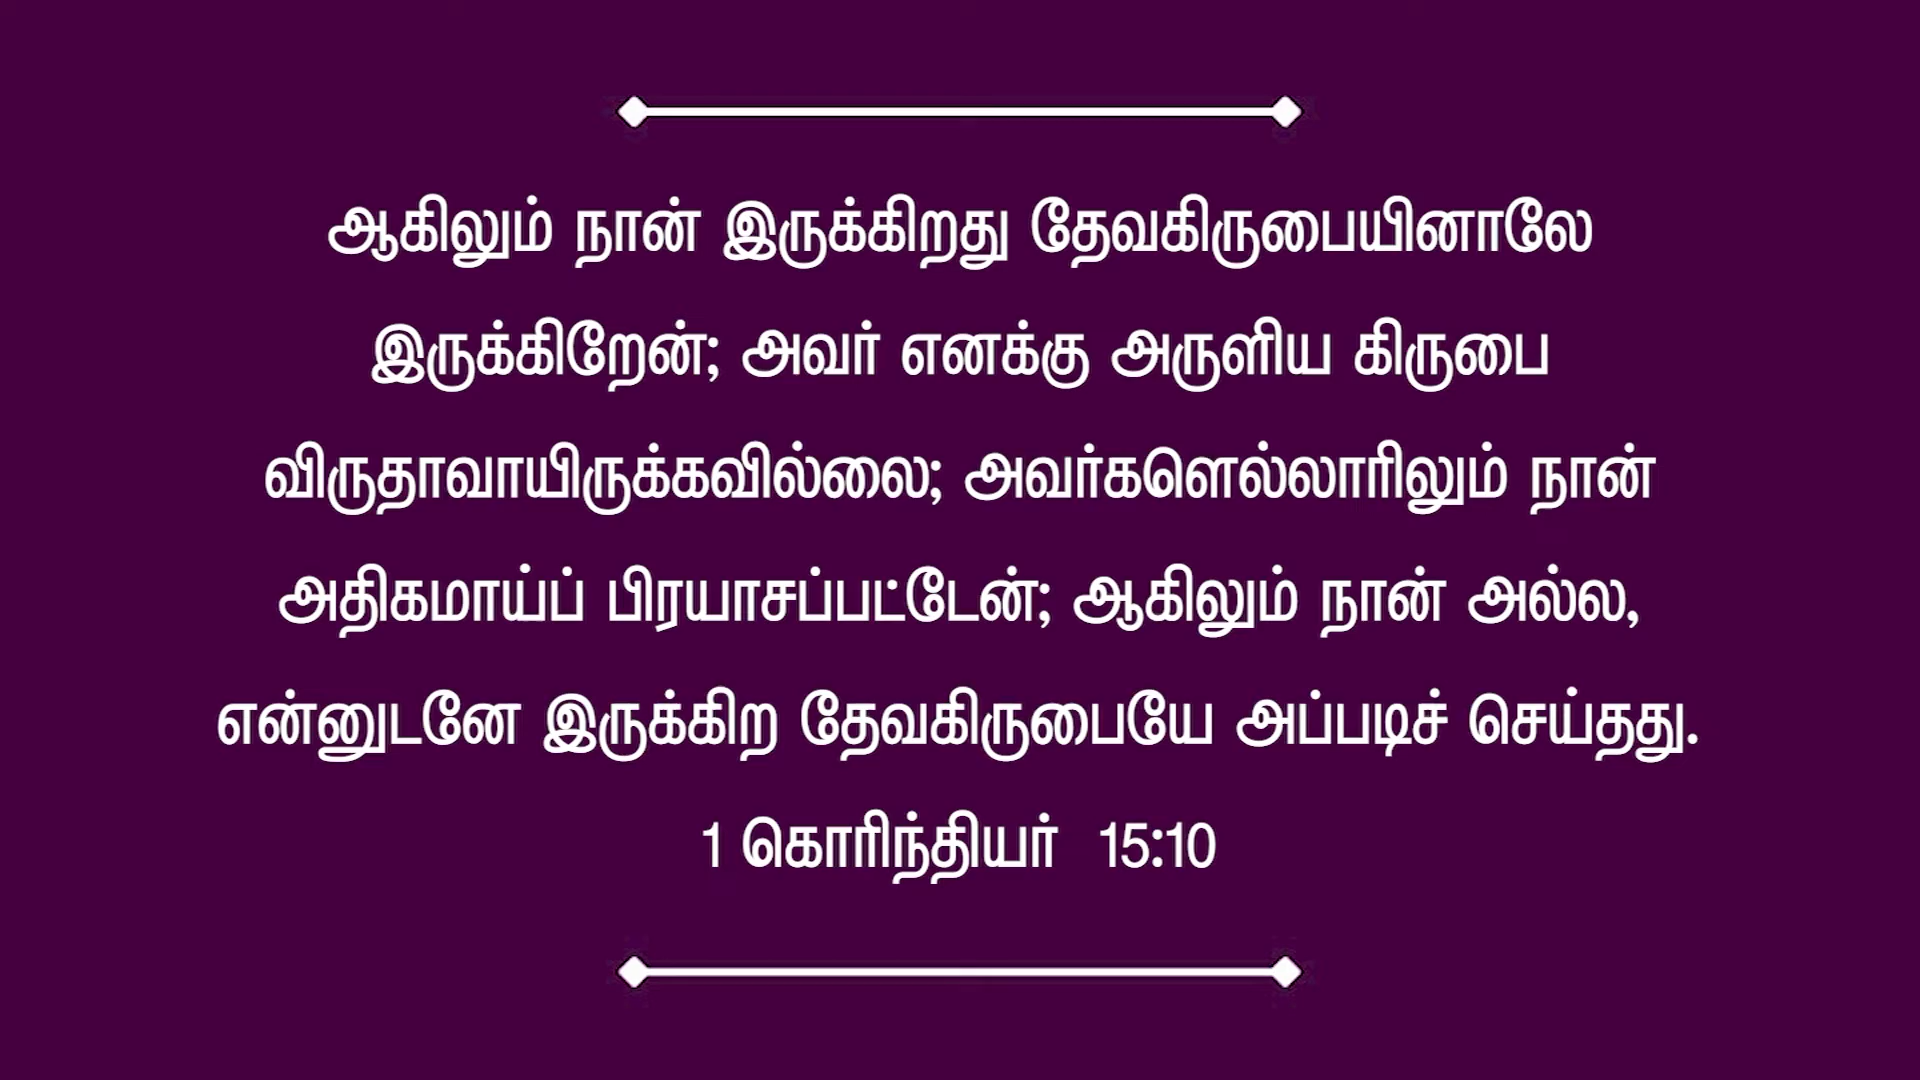 ஆகிலும் நான் இருக்கிறது தேவகிருபையினாலே
இருக்கிறேன்; அவர் எனக்கு அருளிய கிருபை
விருதாவாயிருக்கவில்லை; அவர்களெல்லாரிலும் நான்
அதிகமாய்ப் பிரயாசப்பட்டேன்; ஆகிலும் நான் அல்ல,
என்னுடனே இருக்கிற தேவகிருபையே அப்படிச் செய்தது.
1 கொரிந்தியர்  15:10